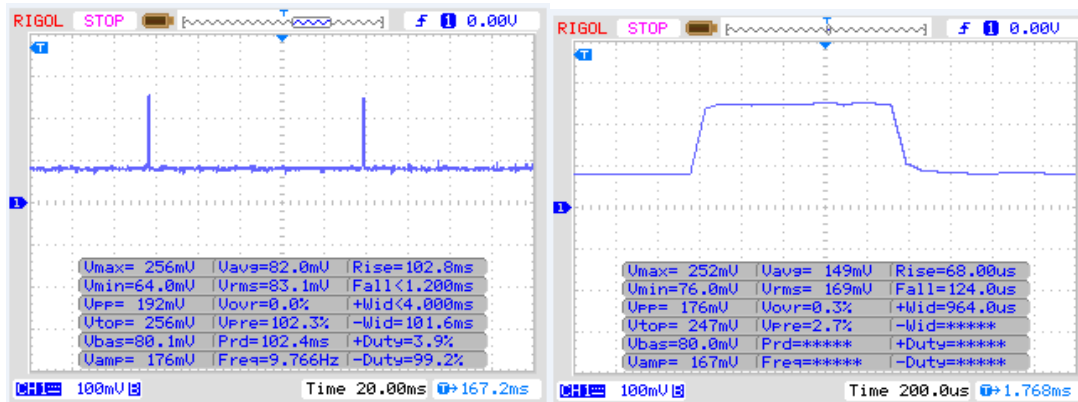 RIGOL STOP T 1 0.00V
T
1
Vmax= 256mV Vavg=82.0mV Rise=102.8ms
Vmin=64.0mV Vrms=83.1mV Fall<1.200ms
Vpp= 192mV Vovr=0.0% +Wid<4.000ms
Vtop= 256mV Vpre=102.3% -Wid=101.6ms
Vbas=80.1mV Prd=102.4ms +Duty=3.9%
Vamp= 176mV Freq=9.766Hz -Duty=99.2%
CH1 100mV B Time 20.00ms T→167.2ms
RIGOL STOP T 1 0.00V
T
1
Vmax= 252mV Vavg= 149mV Rise=68.00us
Vmin=76.0mV Vrms= 169mV Fall=124.0us
Vpp= 176mV Vovr=0.3% +Wid=964.0us
Vtop= 247mV Vpre=2.7% -Wid=*****
Vbas=80.0mV Prd=***** +Duty=*****
Vamp= 167mV Freq=***** -Duty=*****
CH1 100mV B Time 200.0us T→1.768ms